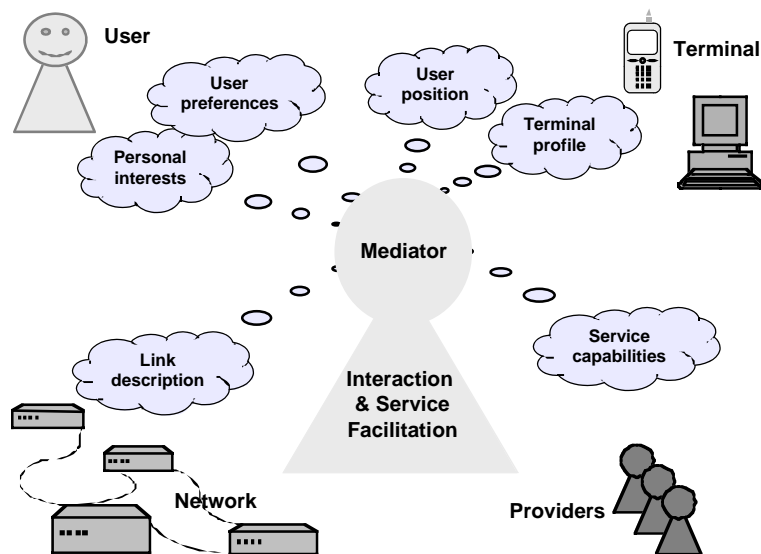 User
User
preferences
User
position
Terminal
Personal
interests
Terminal
profile
Mediator
Link
description
Service
capabilities
Interaction
& Service
Facilitation
Network
Providers